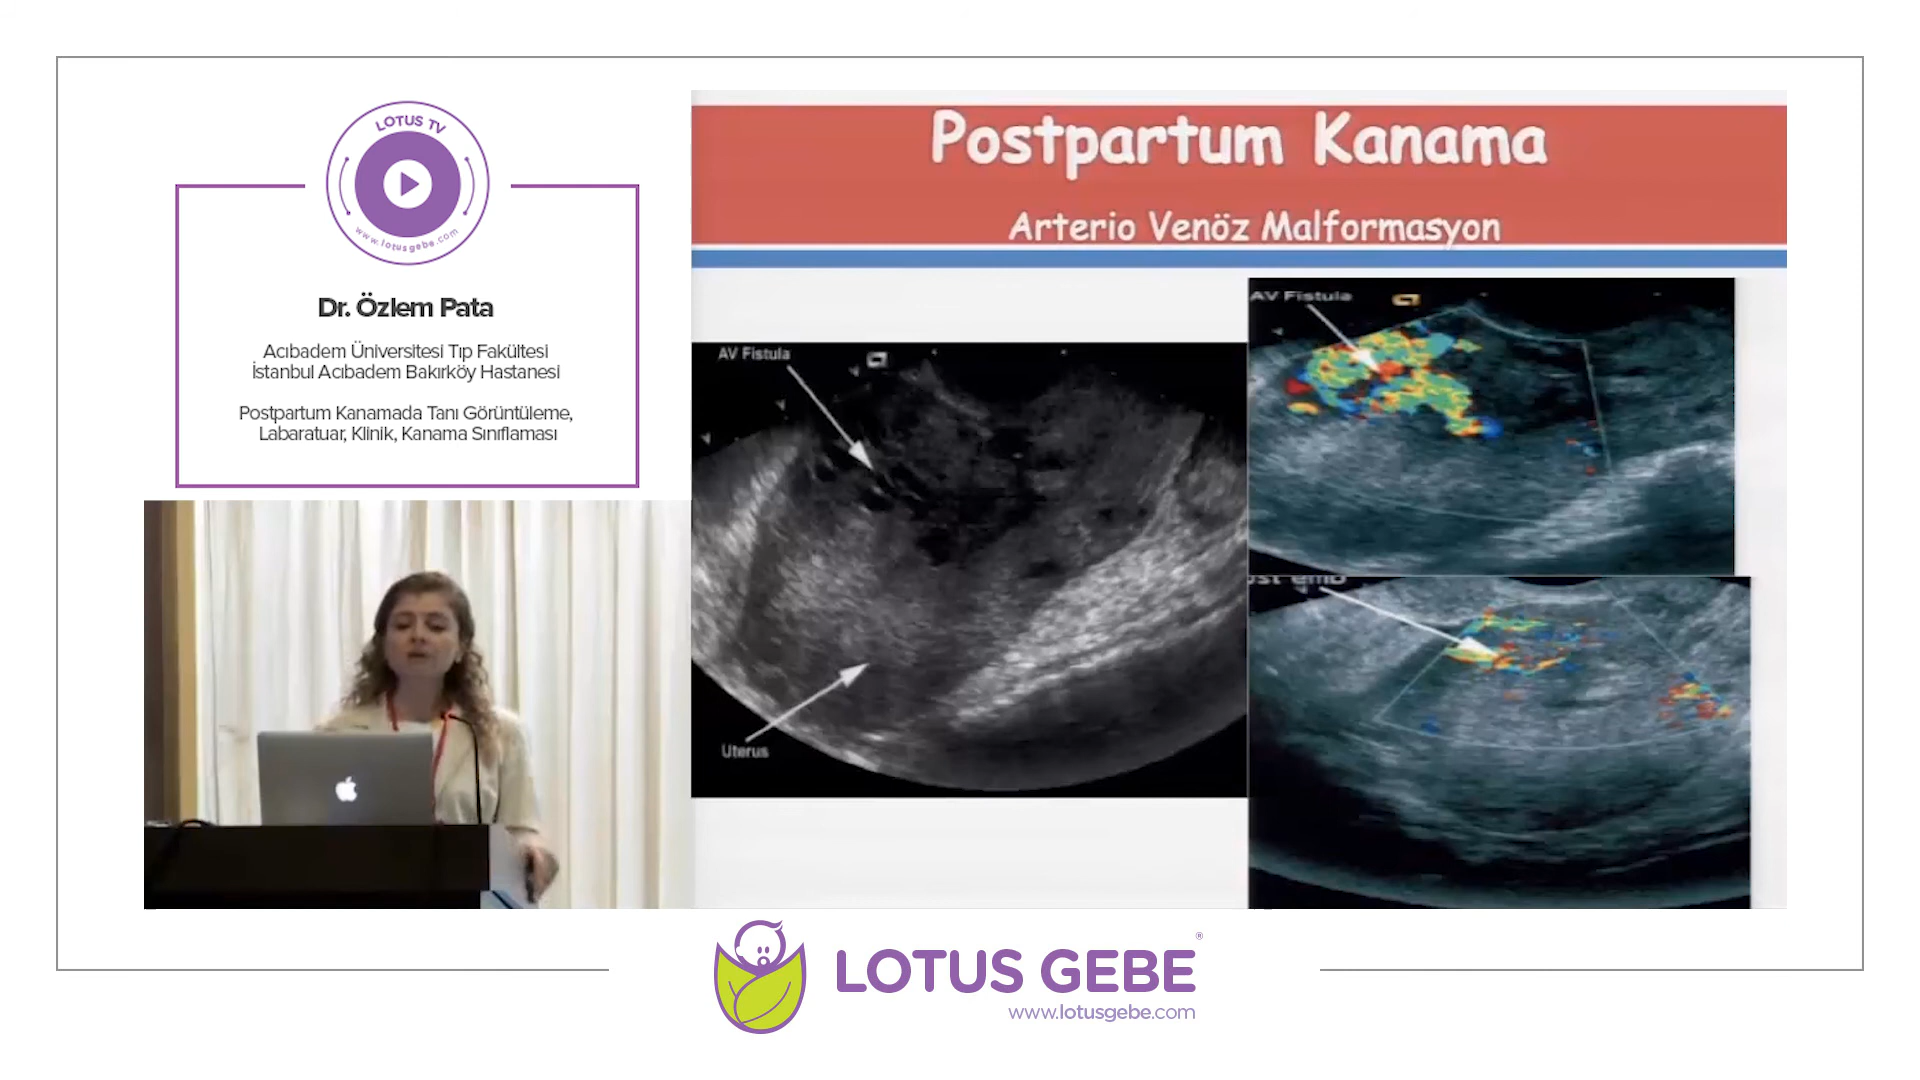 LOTUS TV
www.lotusgebe.com
Dr. Özlem Pata
Acıbadem Üniversitesi Tıp Fakültesi
İstanbul Acıbadem Bakırköy Hastanesi
Postpartum Kanamada Tanı Görüntüleme,
Labaratuar, Klinik, Kanama Sınıflaması
Postpartum Kanama
Arterio Venöz Malformasyon
AV Fistula
Uterus
AV Fistula
ost emb
LOTUS GEBE®
www.lotusgebe.com